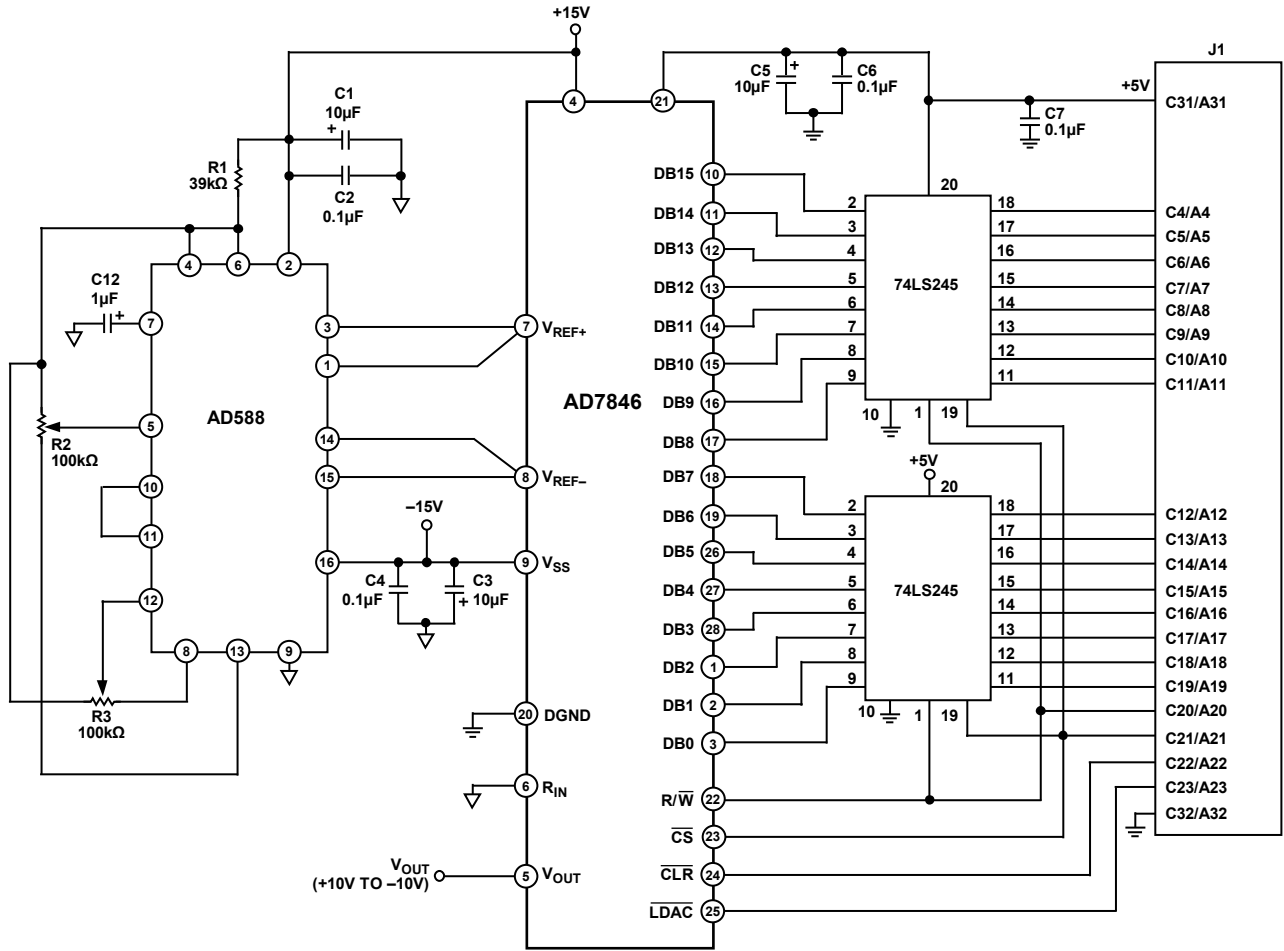 +15V
J1
C1
10µF
+
R1
39kΩ
C2
0.1µF
4
21
C5
10µF
+
C6
0.1µF
+5V
C31/A31
C7
0.1µF
4
6
2
C12
1µF
+
7
3
1
AD588
5
R2
100kΩ
14
15
10
11
12
16
8
13
9
R3
100kΩ
7
VREF+
8
VREF–
–15V
C4
0.1µF
C3
+ 10µF
9
VSS
AD7846
20
DGND
6
RIN
VOUT
(+10V TO –10V)
5
VOUT
DB15
10
DB14
11
DB13
12
DB12
13
DB11
14
DB10
15
DB9
16
DB8
17
DB7
18
DB6
19
DB5
26
DB4
27
DB3
28
DB2
1
DB1
2
DB0
3
R/W̅
22
C̅S̅
23
C̅L̅R̅
24
L̅D̅A̅C̅
25
20
2
3
4
5
6
7
8
9
74LS245
18
17
16
15
14
13
12
11
10
1
19
C4/A4
C5/A5
C6/A6
C7/A7
C8/A8
C9/A9
C10/A10
C11/A11
+5V
20
2
3
4
5
6
7
8
9
74LS245
18
17
16
15
14
13
12
11
10
1
19
C12/A12
C13/A13
C14/A14
C15/A15
C16/A16
C17/A17
C18/A18
C19/A19
C20/A20
C21/A21
C22/A22
C23/A23
C32/A32